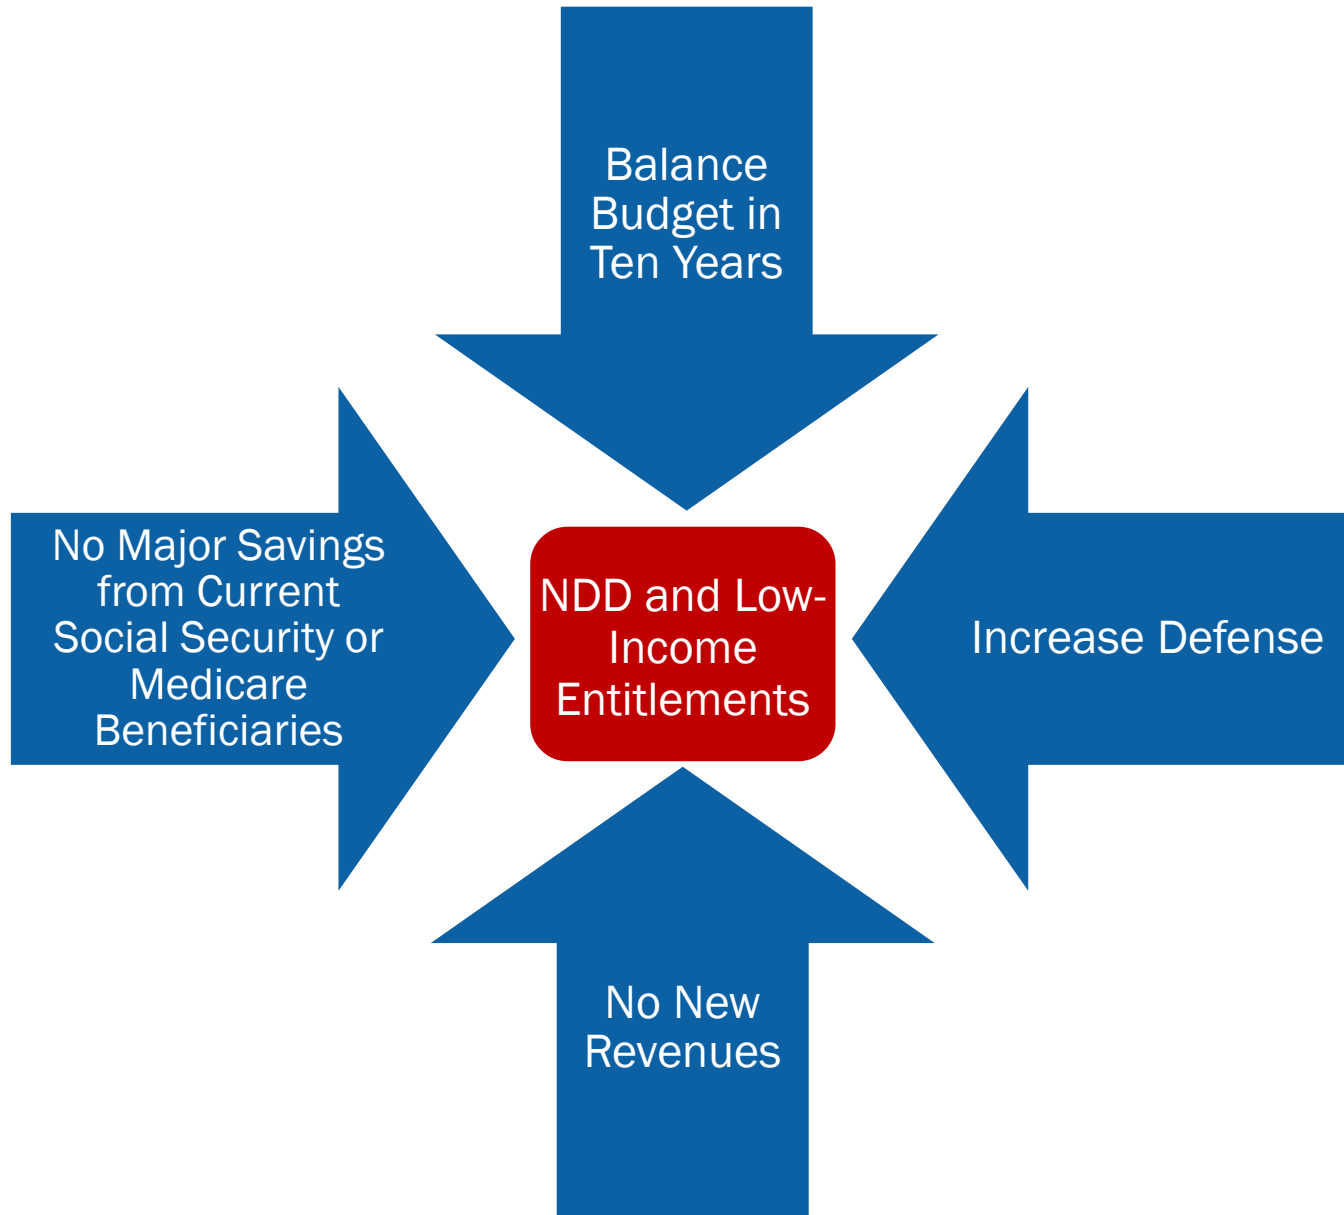 Balance
Budget in
Ten Years
No Major Savings
from Current
Social Security or
Medicare
Beneficiaries
NDD and Low-
Income
Entitlements
Increase Defense
No New
Revenues